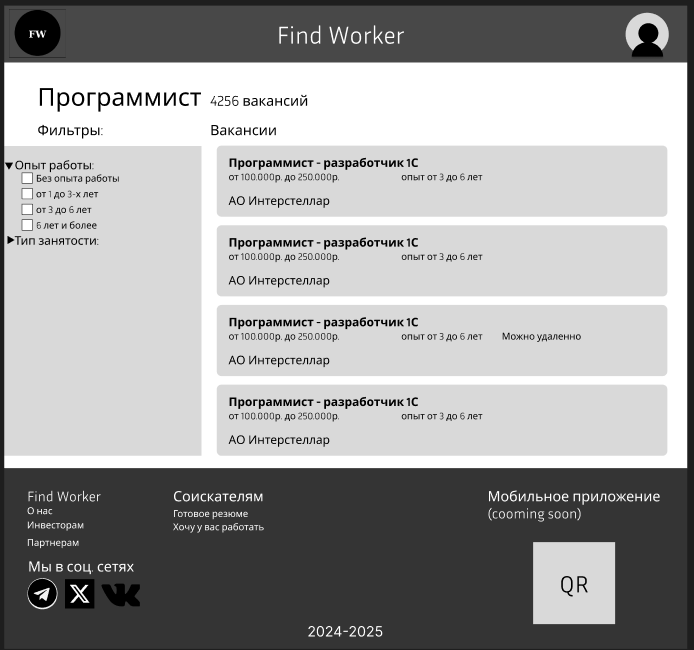 FW
Find Worker
Программист 4256 вакансий
Фильтры:
Вакансии
Опыт работы:
Без опыта работы
от 1 до 3-х лет
от 3 до 6 лет
6 лет и более
Тип занятости:
Программист - разработчик 1С
от 100.000р. до 250.000р. опыт от 3 до 6 лет
АО Интерстеллар
Программист - разработчик 1С
от 100.000р. до 250.000р. опыт от 3 до 6 лет
АО Интерстеллар
Программист - разработчик 1С
от 100.000р. до 250.000р. опыт от 3 до 6 лет Можно удаленно
АО Интерстеллар
Программист - разработчик 1С
от 100.000р. до 250.000р. опыт от 3 до 6 лет
АО Интерстеллар
Find Worker
О нас
Инвесторам
Партнерам
Мы в соц. сетях
Соискателям
Готовое резюме
Хочу у вас работать
Мобильное приложение
(cooming soon)
QR
2024-2025